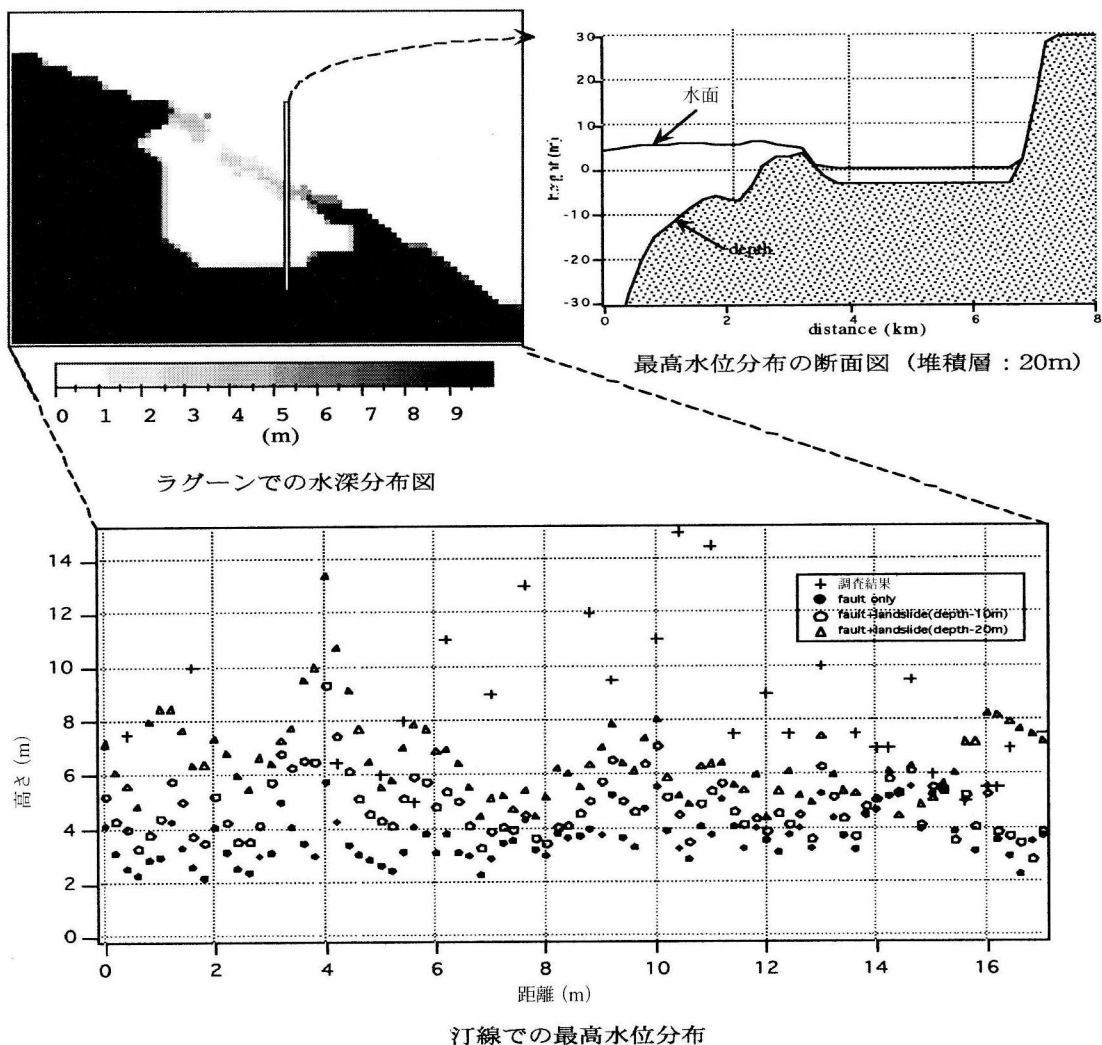 30
20
10
0
-10
-20
-30
height (m)
水面
depth
0 2 4 6 8
distance (km)
最高水位分布の断面図（堆積層：20m）
0 1 2 3 4 5 6 7 8 9
(m)
ラグーンでの水深分布図
14
12
10
8
6
4
2
0
高さ (m)
調査結果
fault only
fault+landslide(depth-10m)
fault+landslide(depth-20m)
0 2 4 6 8 10 12 14 16
距離 (m)
汀線での最高水位分布